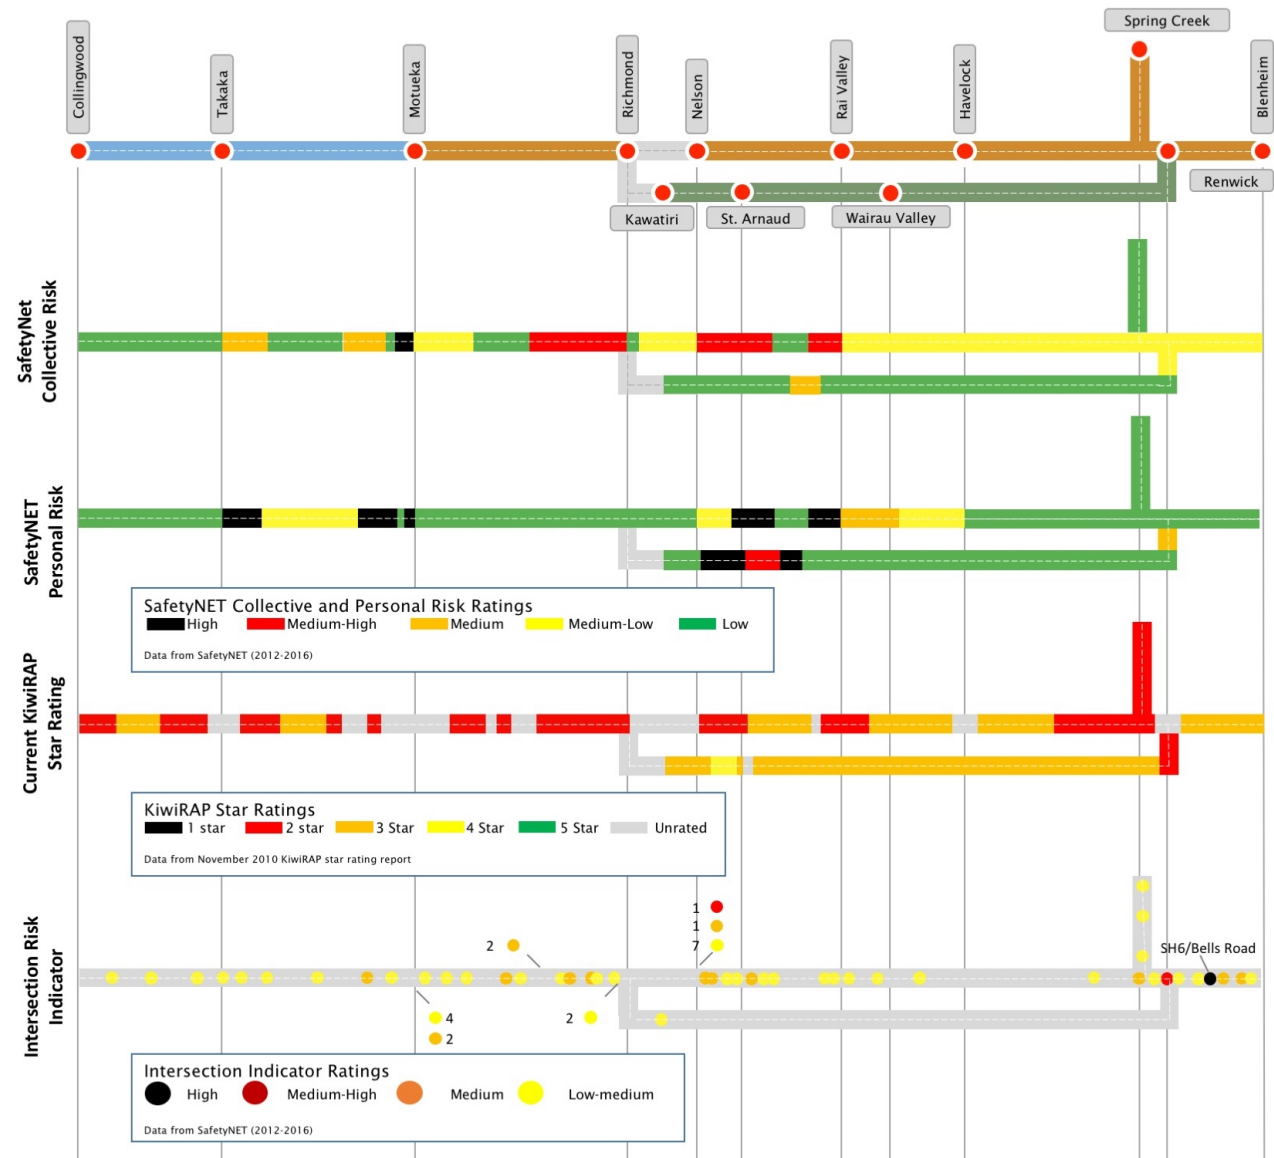 Spring Creek
Collingwood
Takaka
Motueka
Richmond
Nelson
Rai Valley
Havelock
Blenheim
Renwick
Kawatiri
St. Arnaud
Wairau Valley
SafetyNet
Collective Risk
SafetyNET
Personal Risk
SafetyNET Collective and Personal Risk Ratings
High
Medium-High
Medium
Medium-Low
Low
Data from SafetyNET (2012-2016)
Current KiwiRAP
Star Rating
KiwiRAP Star Ratings
1 star
2 star
3 Star
4 Star
5 Star
Unrated
Data from November 2010 KiwiRAP star rating report
Intersection Risk
Indicator
1
1
7
2
SH6/Bells Road
4
2
2
Intersection Indicator Ratings
High
Medium-High
Medium
Low-medium
Data from SafetyNET (2012-2016)